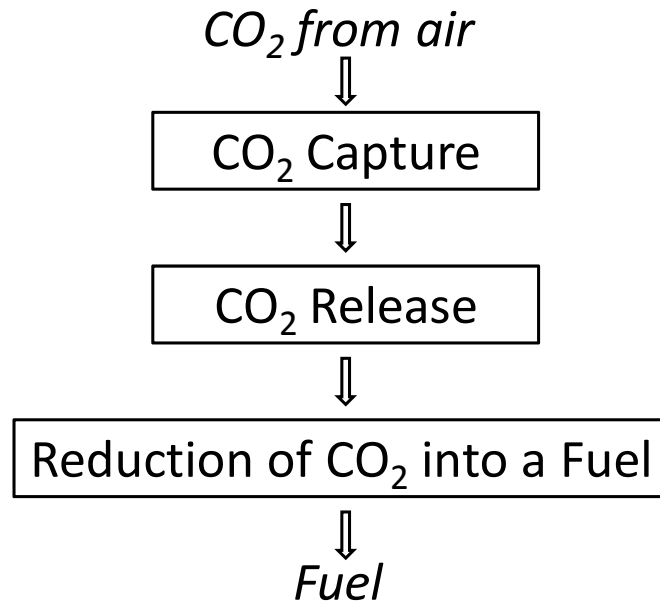 CO₂ from air
CO₂ Capture
CO₂ Release
Reduction of CO₂ into a Fuel
Fuel